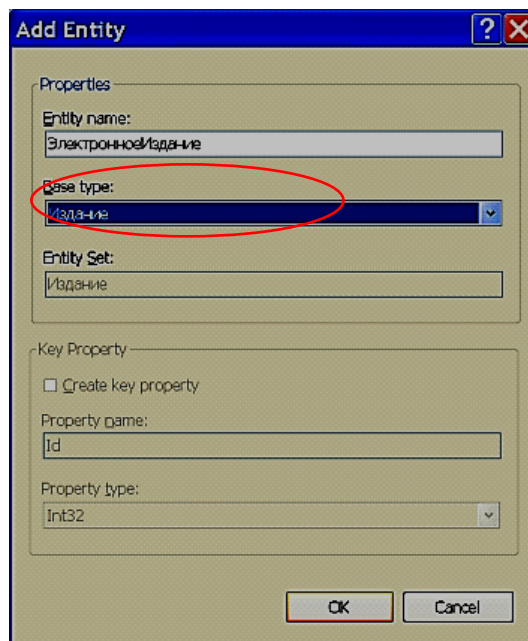 Add Entity
Properties
Entity name:
ЭлектронноеИздание
Base type:
Издание
Entity Set:
Издание
Key Property
Create key property
Property name:
Id
Property type:
Int32
OK Cancel